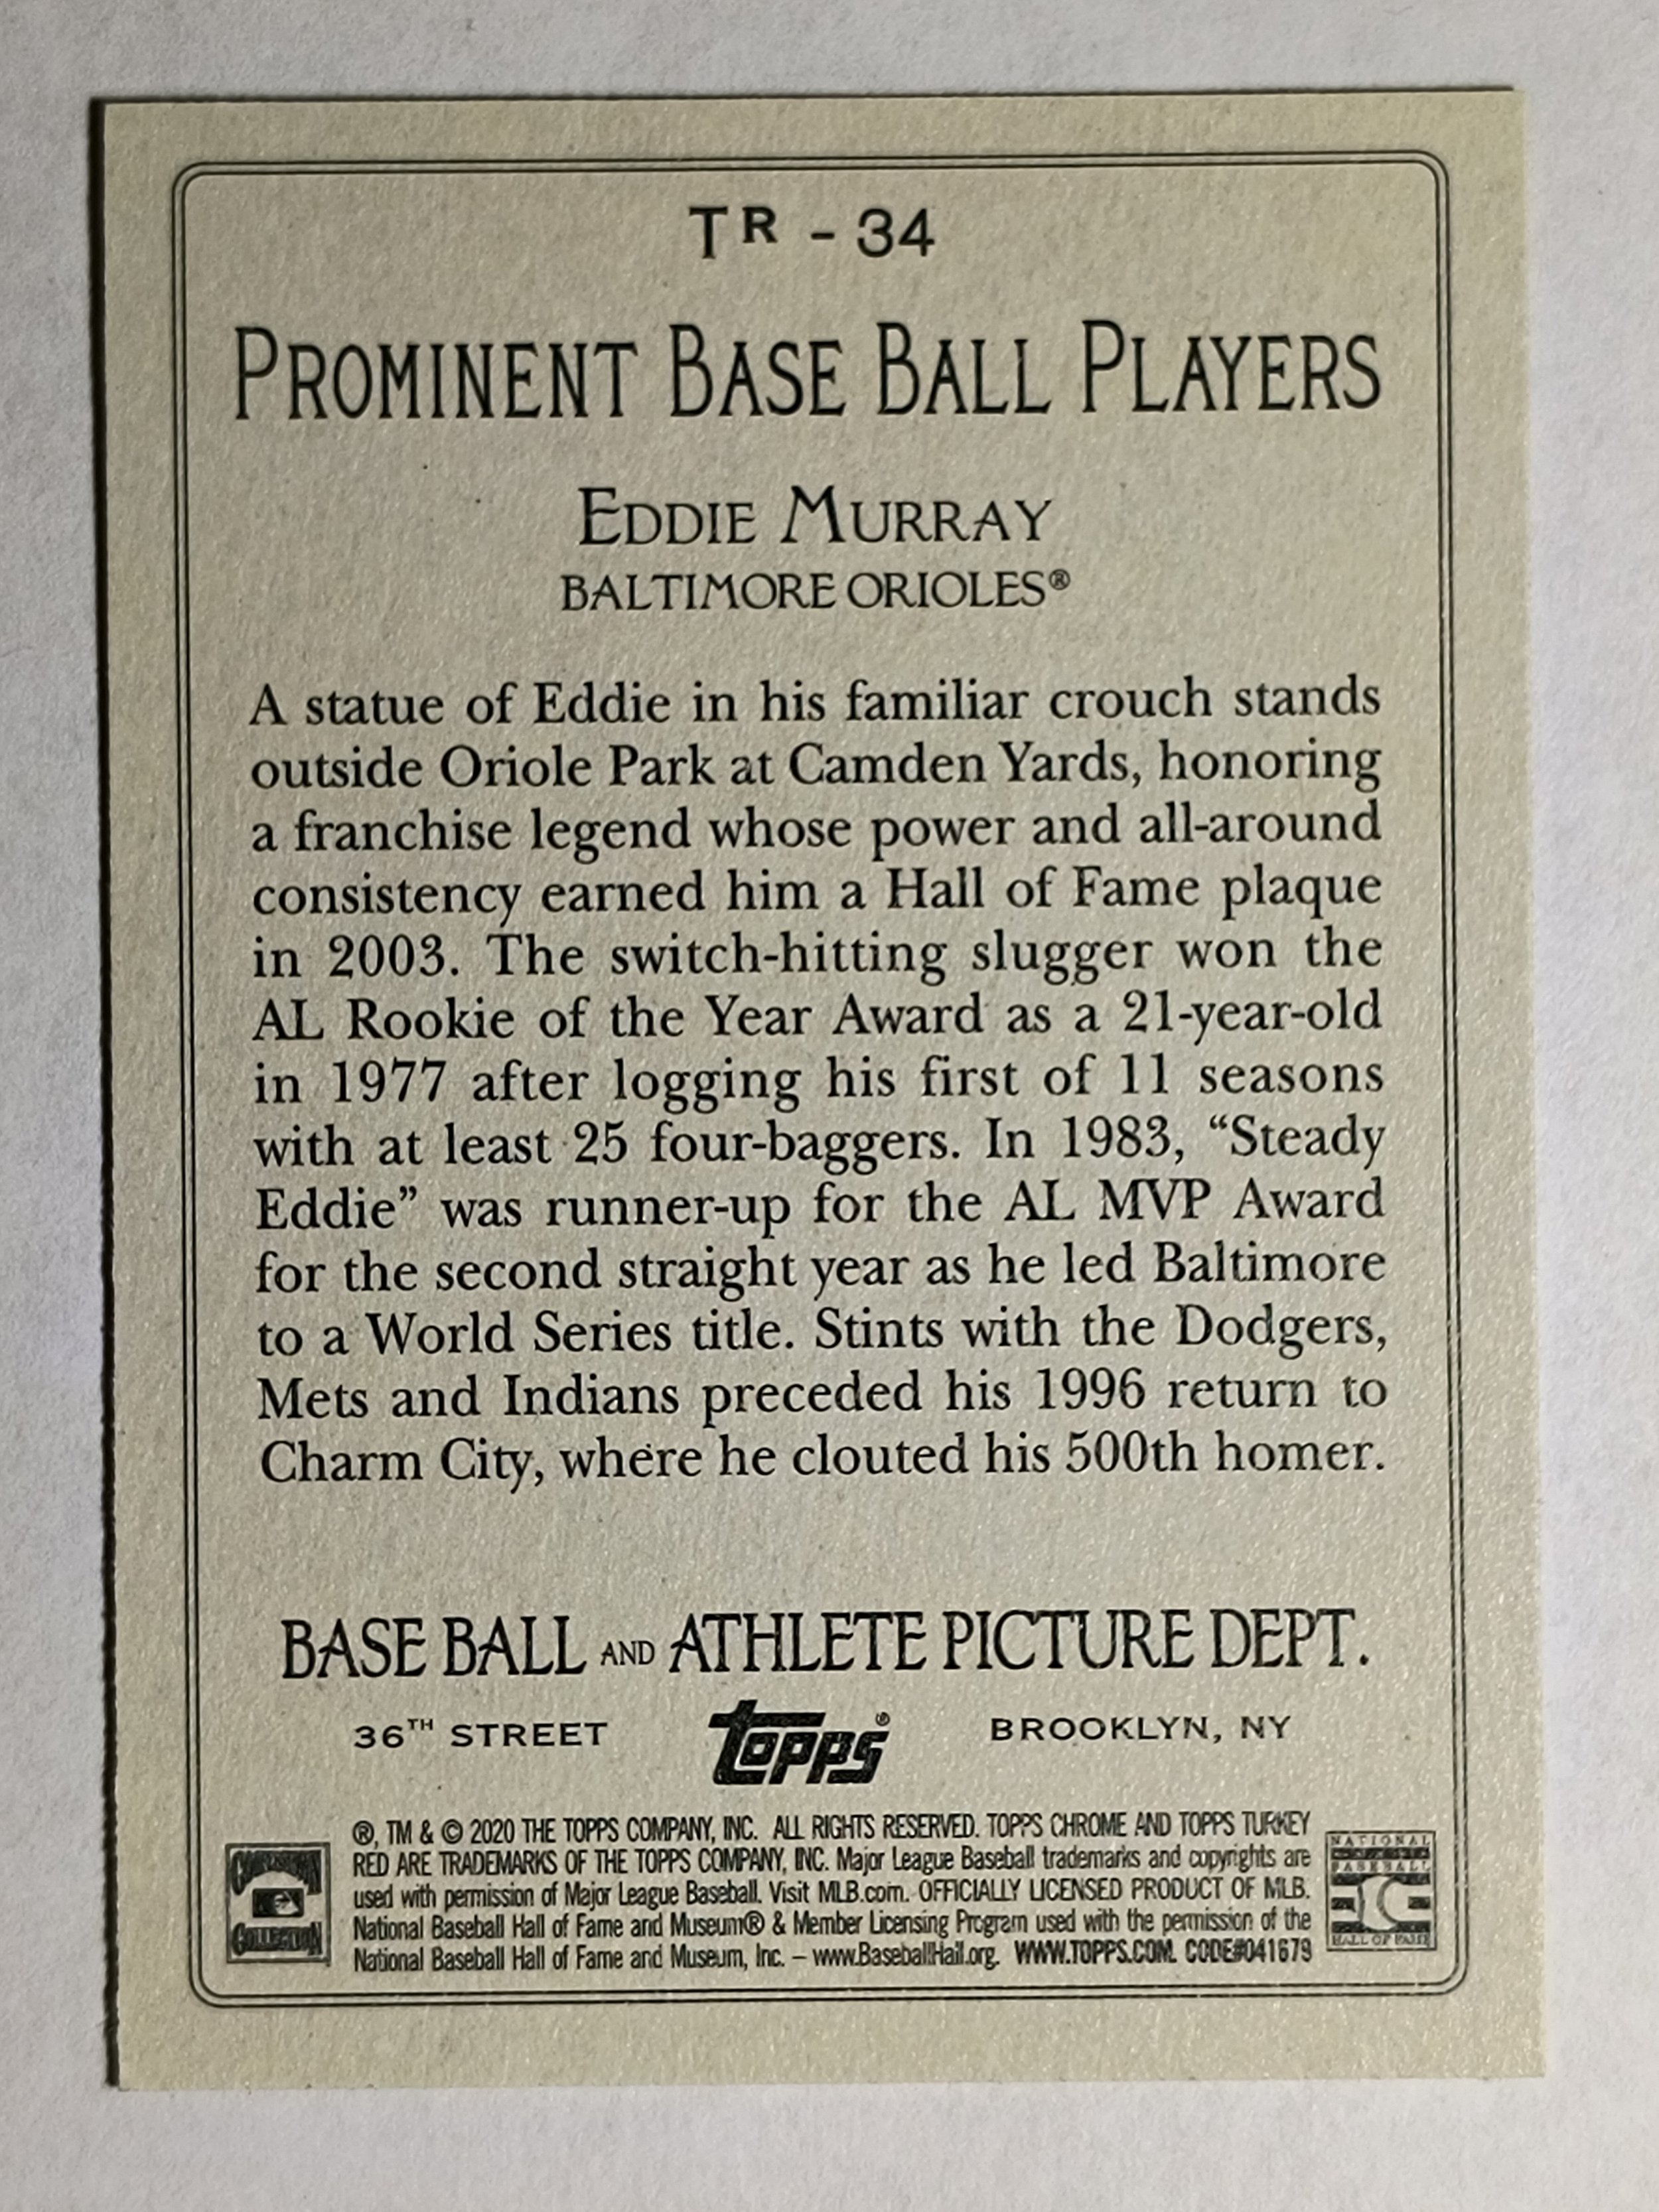 TR - 34
PROMINENT BASE BALL PLAYERS
EDDIE MURRAY
BALTIMORE ORIOLES®
A statue of Eddie in his familiar crouch stands
outside Oriole Park at Camden Yards, honoring
a franchise legend whose power and all-around
consistency earned him a Hall of Fame plaque
in 2003. The switch-hitting slugger won the
AL Rookie of the Year Award as a 21-year-old
in 1977 after logging his first of 11 seasons
with at least 25 four-baggers. In 1983, “Steady
Eddie” was runner-up for the AL MVP Award
for the second straight year as he led Baltimore
to a World Series title. Stints with the Dodgers,
Mets and Indians preceded his 1996 return to
Charm City, where he clouted his 500th homer.
BASE BALL AND ATHLETE PICTURE DEPT.
36TH STREET topps® BROOKLYN, NY
®, TM & © 2020 THE TOPPS COMPANY, INC. ALL RIGHTS RESERVED. TOPPS CHROME AND TOPPS TURKEY
RED ARE TRADEMARKS OF THE TOPPS COMPANY, INC. Major League Baseball trademarks and copyrights are
used with permission of Major League Baseball. Visit MLB.com. OFFICIALLY LICENSED PRODUCT OF MLB.
National Baseball Hall of Fame and Museum® & Member Licensing Program used with the permission of the
National Baseball Hall of Fame and Museum, Inc. – www.BaseballHall.org. WWW.TOPPS.COM. CODE#041679
COLLECTION
NATIONAL
BASEBALL
HALL OF FAME